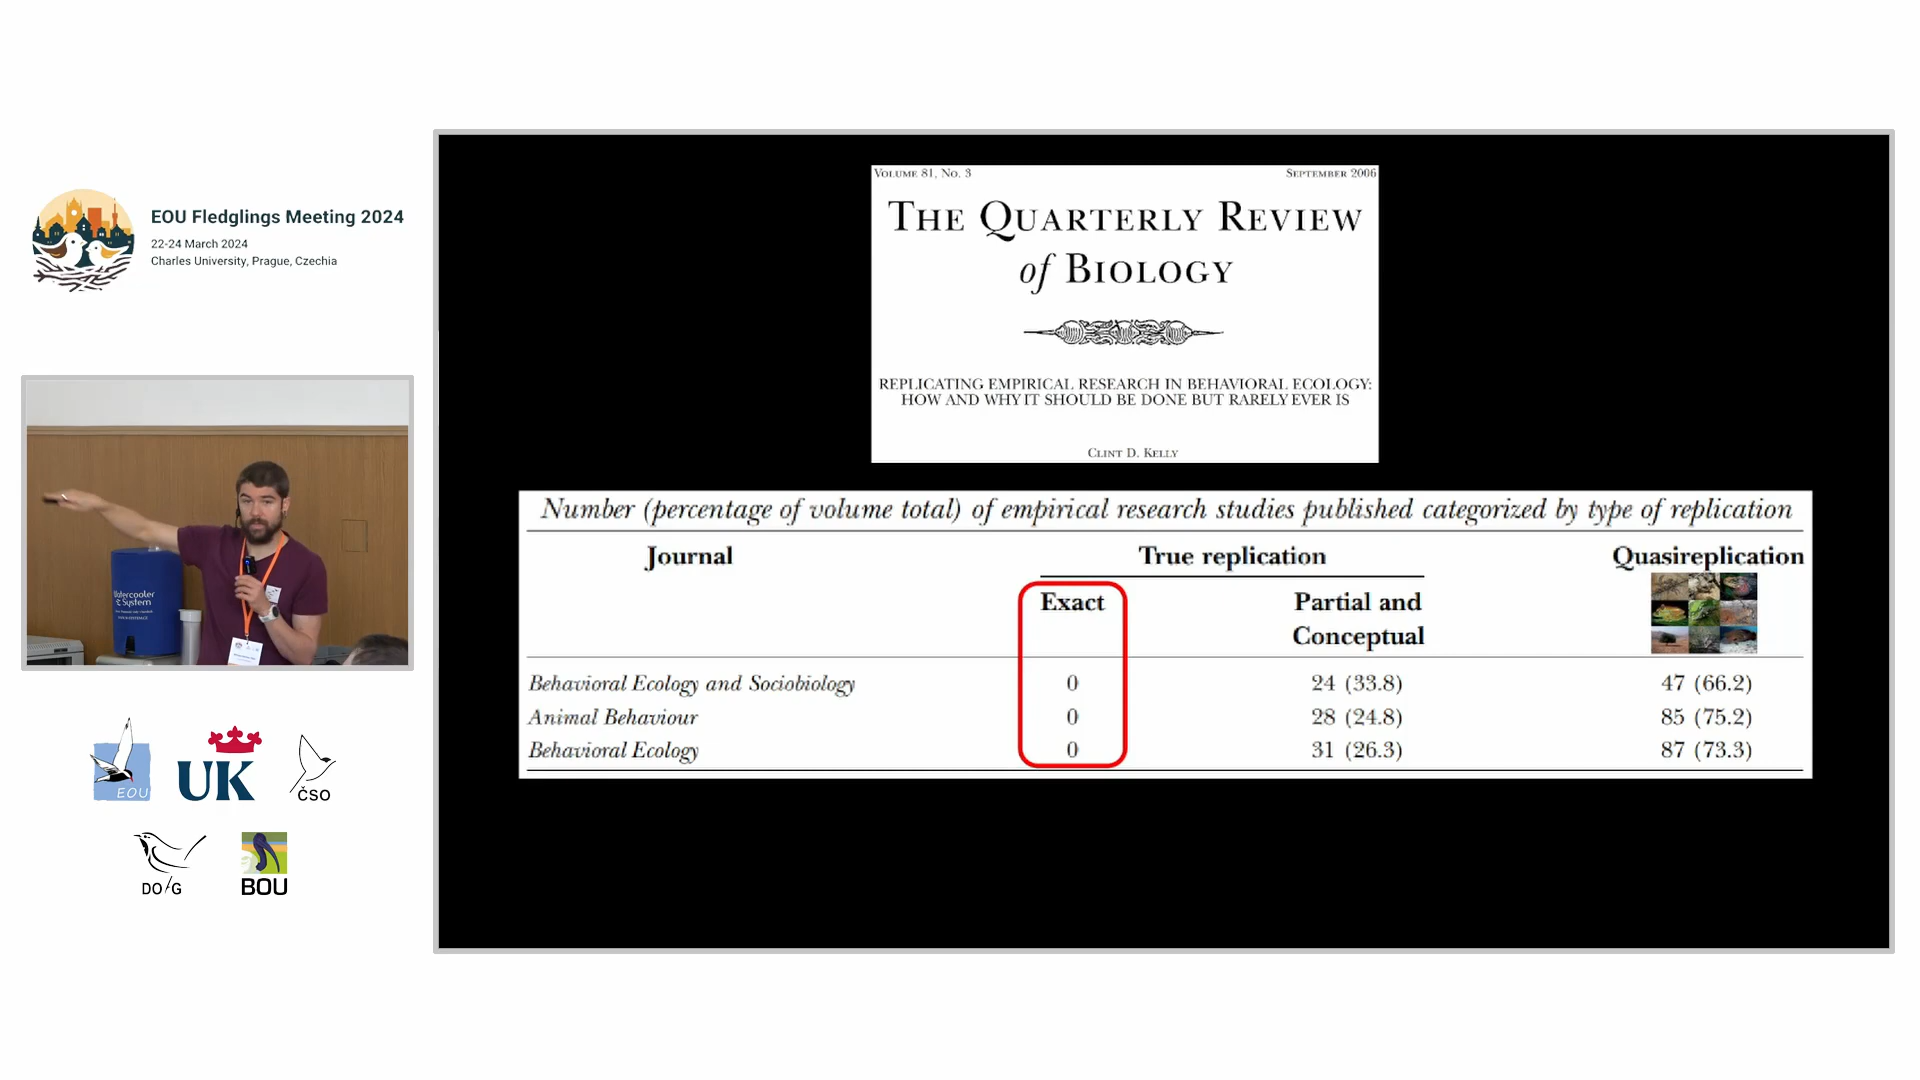 EOU Fledglings Meeting 2024
22-24 March 2024
Charles University, Prague, Czechia
Watercooler
System
EOU
UK
ČSO
DO/G
BOU
VOLUME 81, NO. 3
SEPTEMBER 2006
THE QUARTERLY REVIEW
of BIOLOGY
REPLICATING EMPIRICAL RESEARCH IN BEHAVIORAL ECOLOGY:
HOW AND WHY IT SHOULD BE DONE BUT RARELY EVER IS
CLINT D. KELLY
Number (percentage of volume total) of empirical research studies published categorized by type of replication
Journal True replication Quasireplication
Exact Partial and
Conceptual
Behavioral Ecology and Sociobiology 0 24 (33.8) 47 (66.2)
Animal Behaviour 0 28 (24.8) 85 (75.2)
Behavioral Ecology 0 31 (26.3) 87 (73.3)